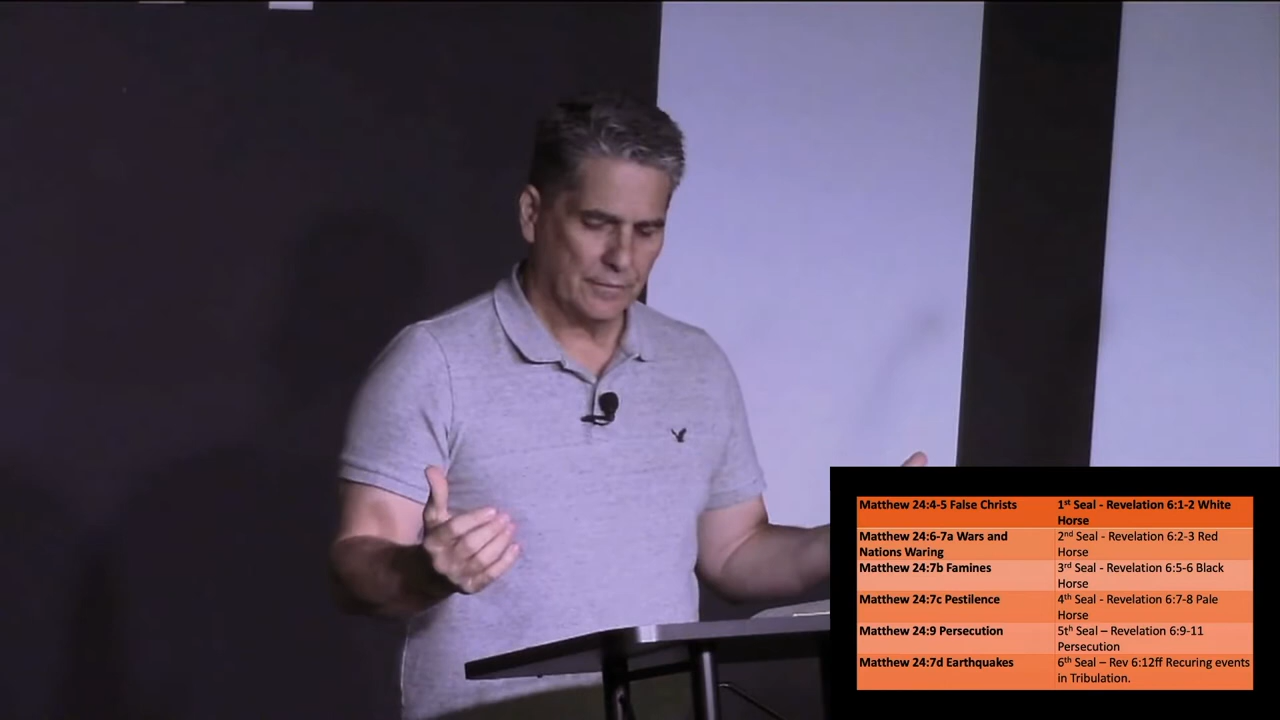 Matthew 24:4-5 False Christs
1st Seal - Revelation 6:1-2 White
Horse
Matthew 24:6-7a Wars and
Nations Waring
2nd Seal - Revelation 6:2-3 Red
Horse
Matthew 24:7b Famines
3rd Seal - Revelation 6:5-6 Black
Horse
Matthew 24:7c Pestilence
4th Seal - Revelation 6:7-8 Pale
Horse
Matthew 24:9 Persecution
5th Seal – Revelation 6:9-11
Persecution
Matthew 24:7d Earthquakes
6th Seal – Rev 6:12ff Recuring events
in Tribulation.